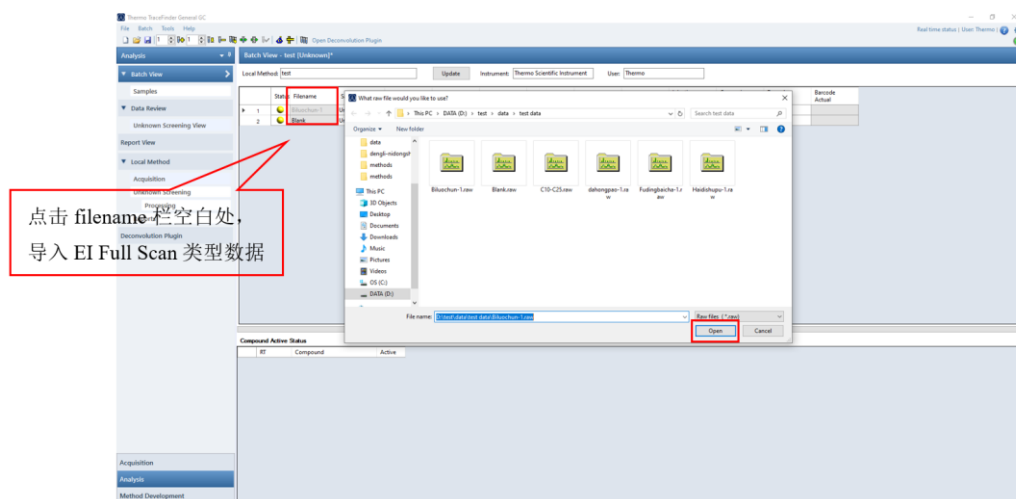 Thermo TraceFinder General GC
File Batch Tools Help
Real time status | User: Thermo |
1 1 Open Deconvolution Plugin
Analysis
Batch View - test [Unknown]*
Batch View
Local Method: test Update Instrument: Thermo Scientific Instrument User: Thermo
Samples
Data Review
Unknown Screening View
Report View
Local Method
Acquisition
Unknown Screening
Processing
Deconvolution Plugin
Status Filename
Barcode Actual
1 Biluochun-1
2 Blank
What raw file would you like to use?
This PC > DATA (D:) > test > data > test data
Search test data
Organize New folder
data
methods
methods
This PC
3D Objects
Desktop
Documents
Downloads
Music
Pictures
Videos
OS (C:)
DATA (D:)
Biluochun-1.raw
Blank.raw
C10-C25.raw
dahongpao-1.raw
Fudingbaicha-1.raw
Haidishupu-1.raw
File name: D:\test\data\test data\Biluochun-1.raw
Raw files (*.raw)
Open Cancel
点击 filename 栏空白处，
导入 EI Full Scan 类型数据
Compound Active Status
RT Compound Active
Acquisition
Analysis
Method Development